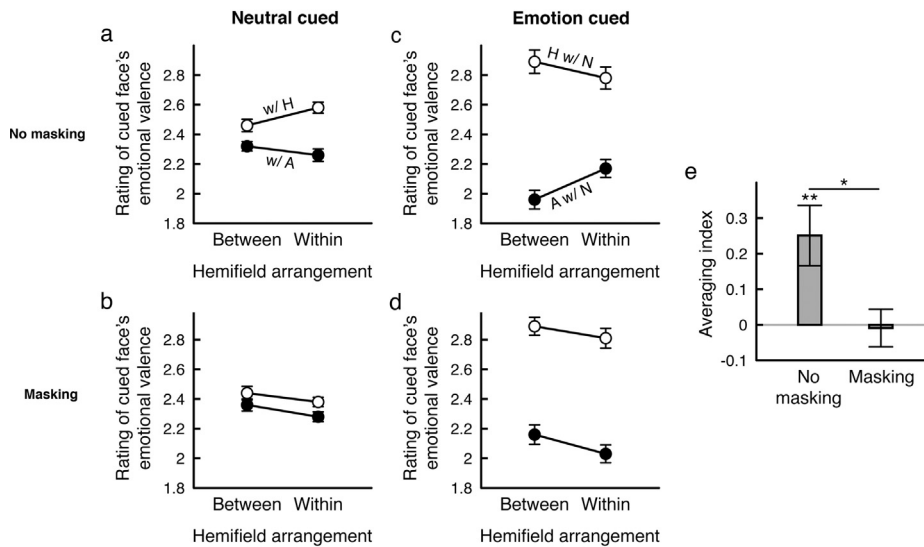 Neutral cued
Emotion cued
No masking
Masking
a
Rating of cued face's
emotional valence
2.8
2.6
2.4
2.2
2
1.8
w/ H
w/ A
Between Within
Hemifield arrangement
c
Rating of cued face's
emotional valence
2.8
2.6
2.4
2.2
2
1.8
H w/ N
A w/ N
Between Within
Hemifield arrangement
b
Rating of cued face's
emotional valence
2.8
2.6
2.4
2.2
2
1.8
Between Within
Hemifield arrangement
d
Rating of cued face's
emotional valence
2.8
2.6
2.4
2.2
2
1.8
Between Within
Hemifield arrangement
e
Averaging index
0.3
0.2
0.1
0
-0.1
**
*
No
masking
Masking